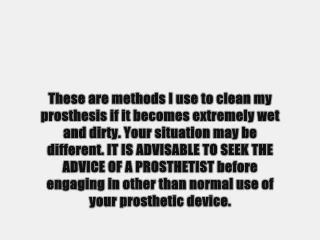 These are methods I use to clean my
prosthesis if it becomes extremely wet
and dirty. Your situation may be
different. IT IS ADVISABLE TO SEEK THE
ADVICE OF A PROSTHETIST before
engaging in other than normal use of
your prosthetic device.